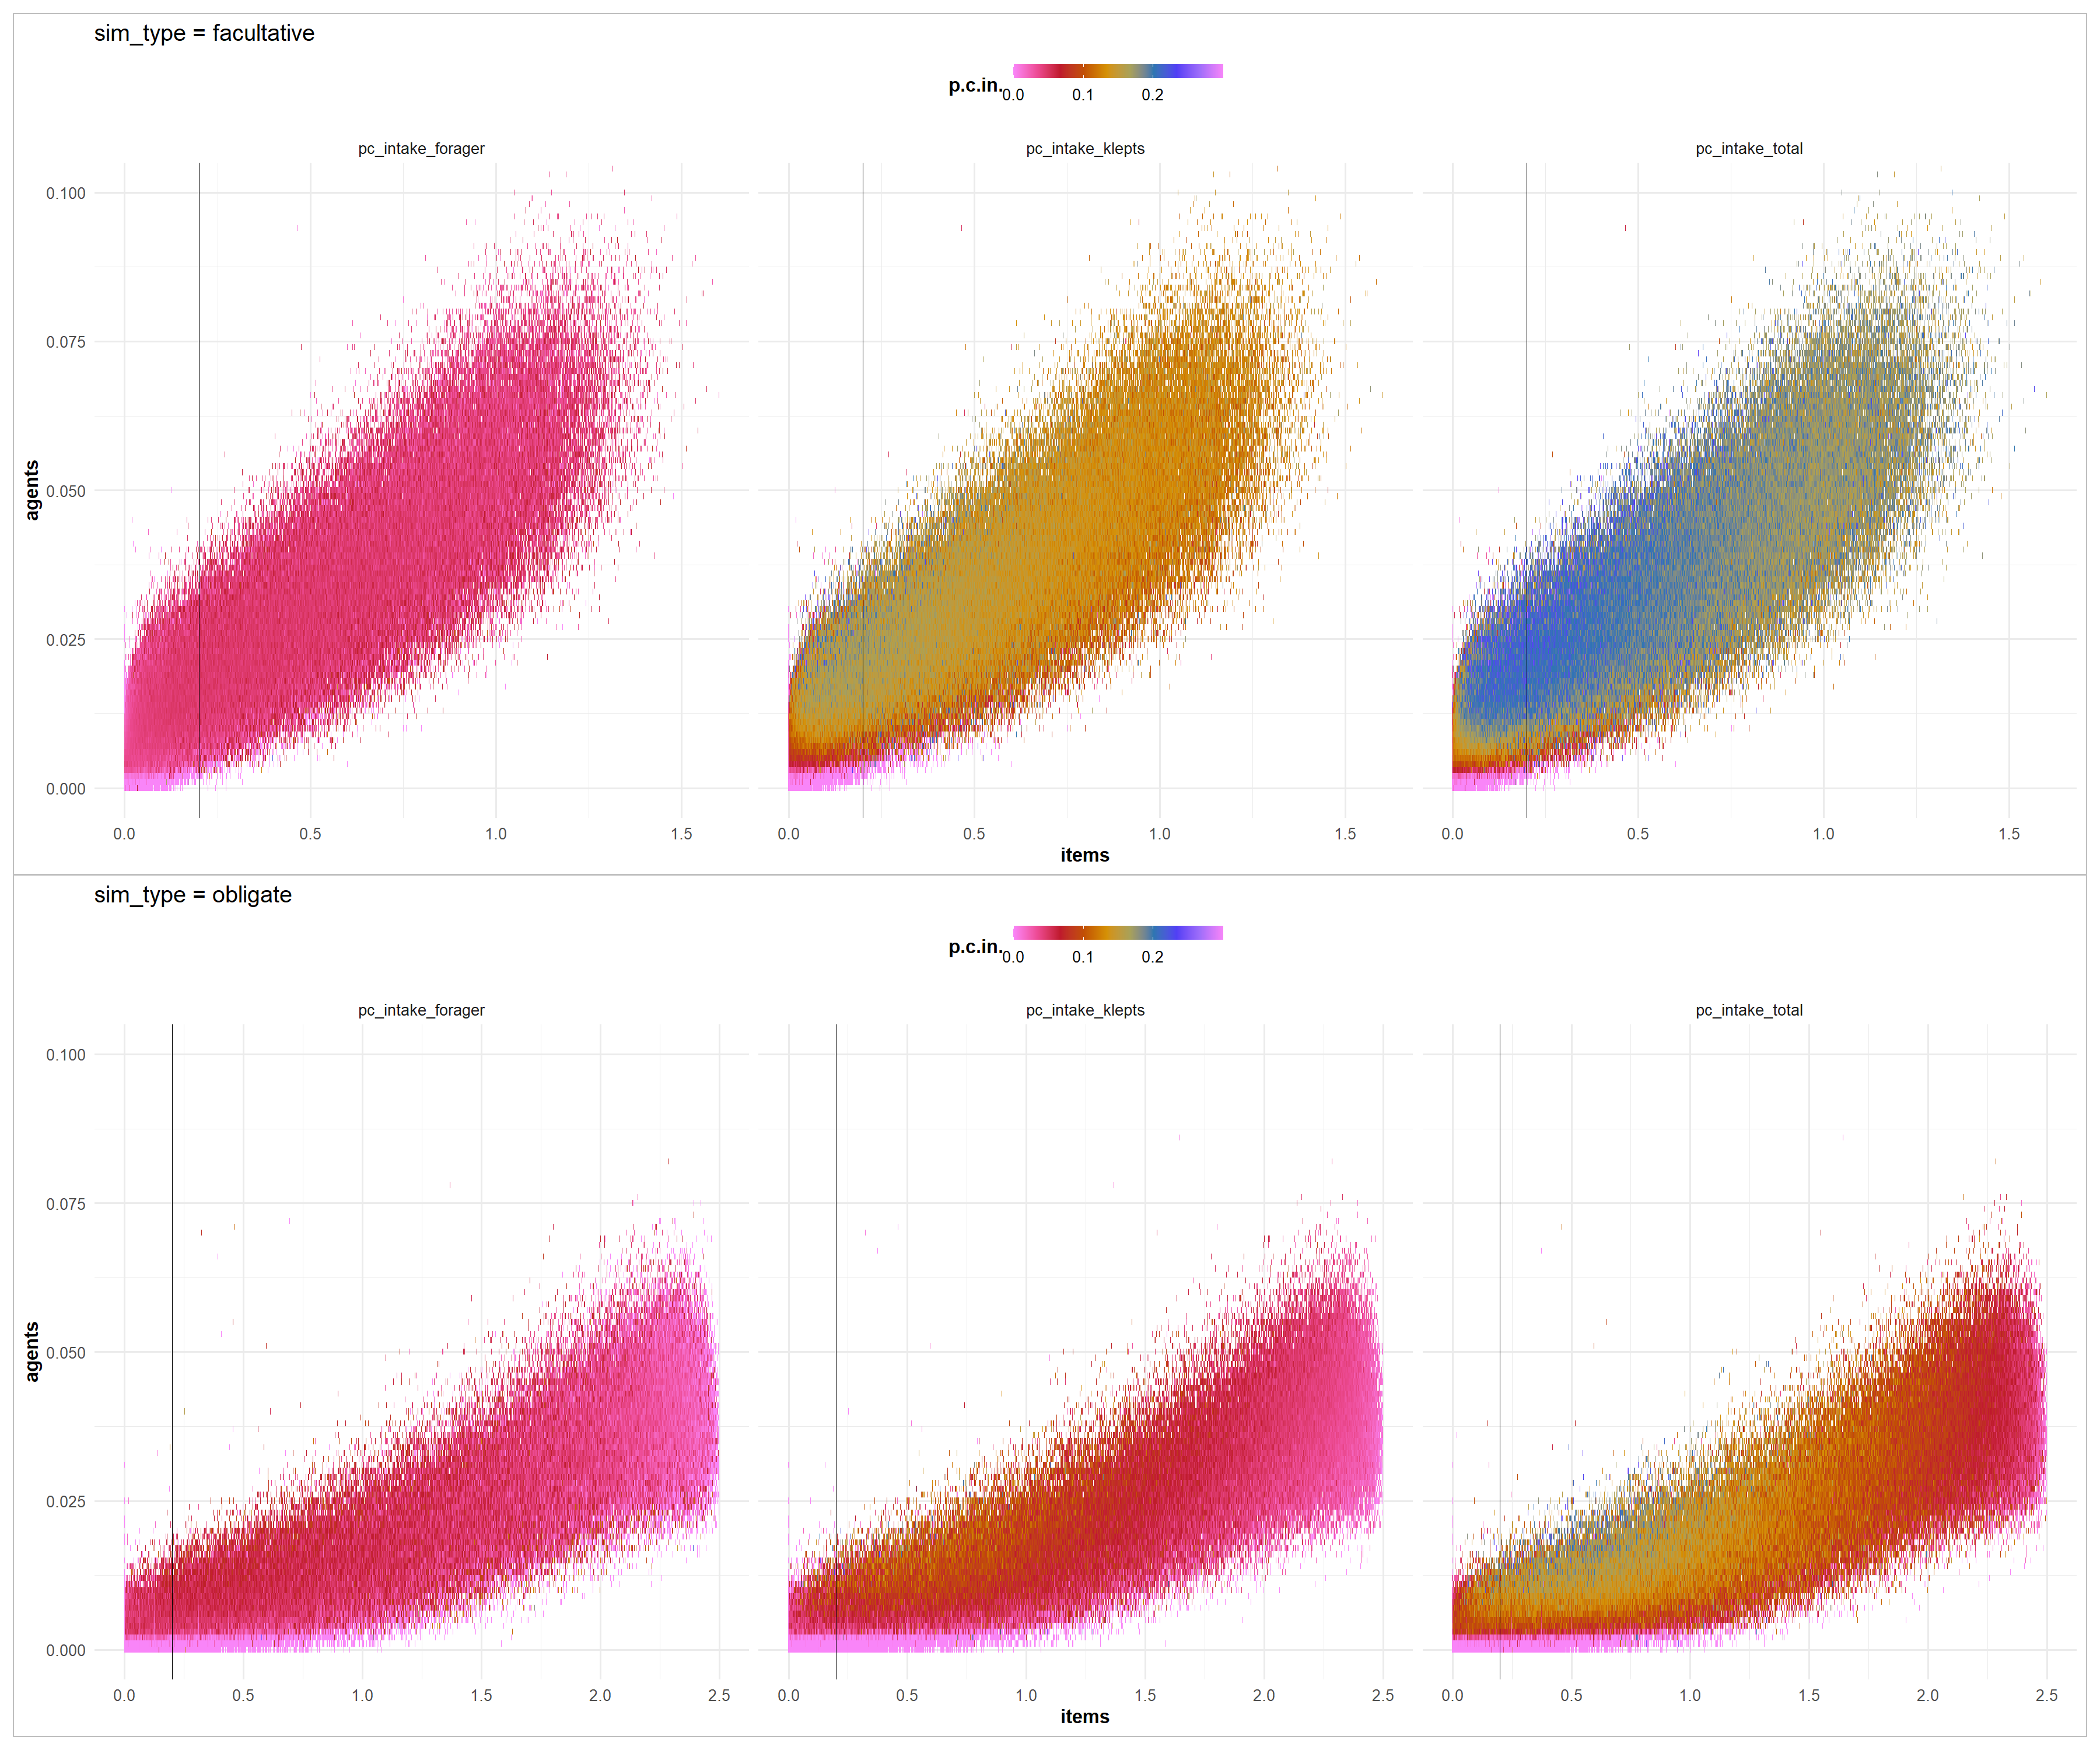 sim_type = facultative
p.c.in. 0.0 0.1 0.2
pc_intake_forager pc_intake_klepts pc_intake_total
agents
0.100
0.075
0.050
0.025
0.000
0.0 0.5 1.0 1.5 0.0 0.5 1.0 1.5 0.0 0.5 1.0 1.5
items
sim_type = obligate
p.c.in. 0.0 0.1 0.2
pc_intake_forager pc_intake_klepts pc_intake_total
agents
0.100
0.075
0.050
0.025
0.000
0.0 0.5 1.0 1.5 2.0 2.5 0.0 0.5 1.0 1.5 2.0 2.5 0.0 0.5 1.0 1.5 2.0 2.5
items